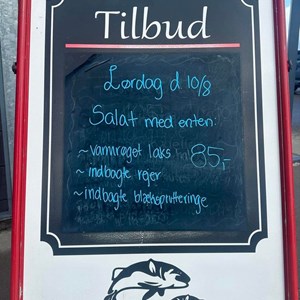 Tilbud
Lørdag d 10/8
Salat med enten:
~ varmrøget laks 85,-
~ indbagte rejer
~ indbagte blæksprutteringe